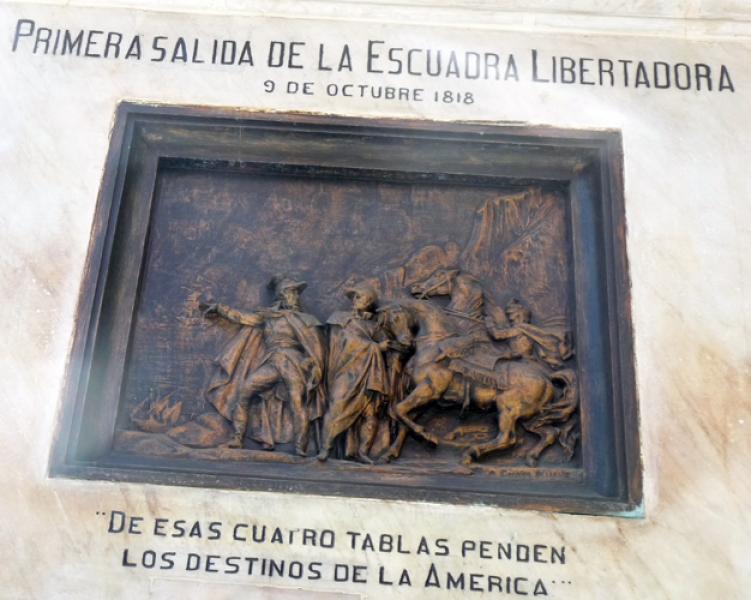 PRIMERA SALIDA DE LA ESCUADRA LIBERTADORA
9 DE OCTUBRE 1818
"DE ESAS CUATRO TABLAS PENDEN
LOS DESTINOS DE LA AMERICA"...